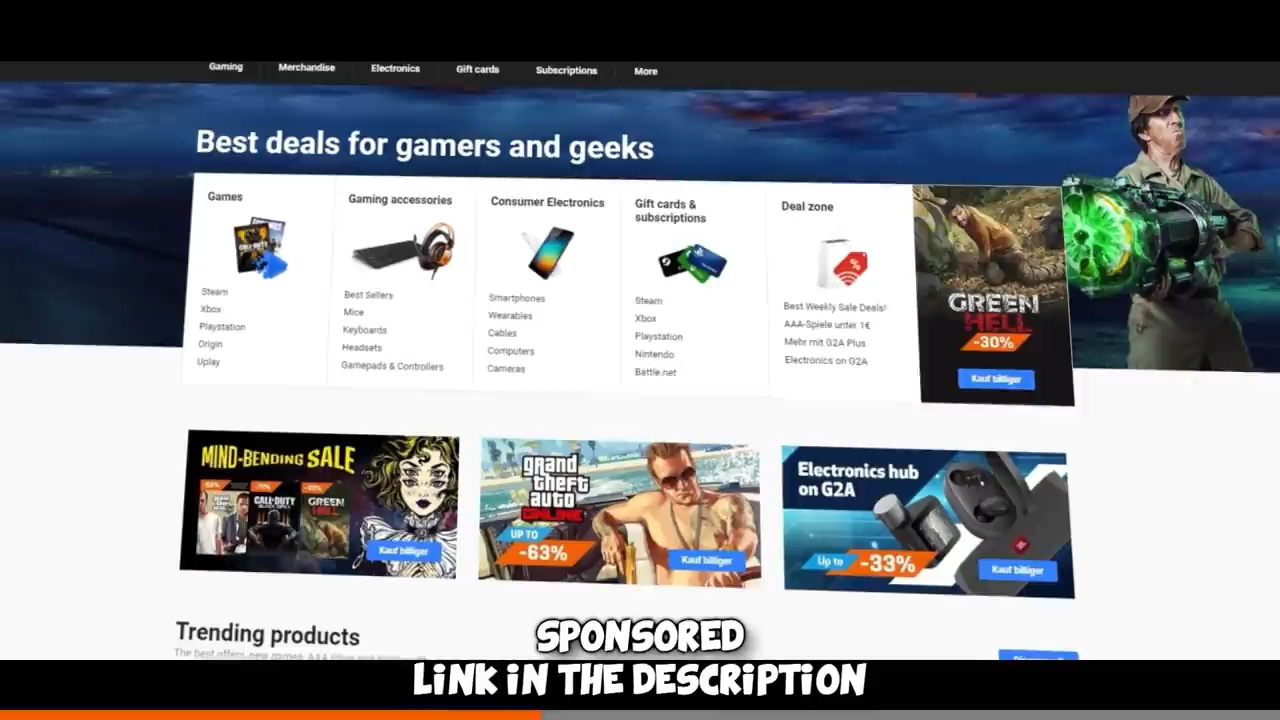 Gaming
Merchandise
Electronics
Gift cards
Subscriptions
More
Best deals for gamers and geeks
Games
Steam
Xbox
Playstation
Origin
Uplay
Gaming accessories
Best Sellers
Mice
Keyboards
Headsets
Gamepads & Controllers
Consumer Electronics
Smartphones
Wearables
Cables
Computers
Cameras
Gift cards &
subscriptions
Steam
Xbox
Playstation
Nintendo
Battle.net
Deal zone
Best Weekly Sale Deals!
AAA-Spiele unter 1€
Mehr mit G2A Plus
Electronics on G2A
GREEN
HELL
-30%
Kauf billiger
MIND-BENDING SALE
CALL·DUTY
GREEN
HELL
Kauf billiger
grand
theft
auto
ONLINE
UP TO
-63%
Kauf billiger
Electronics hub
on G2A
Up to -33%
Kauf billiger
Trending products
SPONSORED
LINK IN THE DESCRIPTION